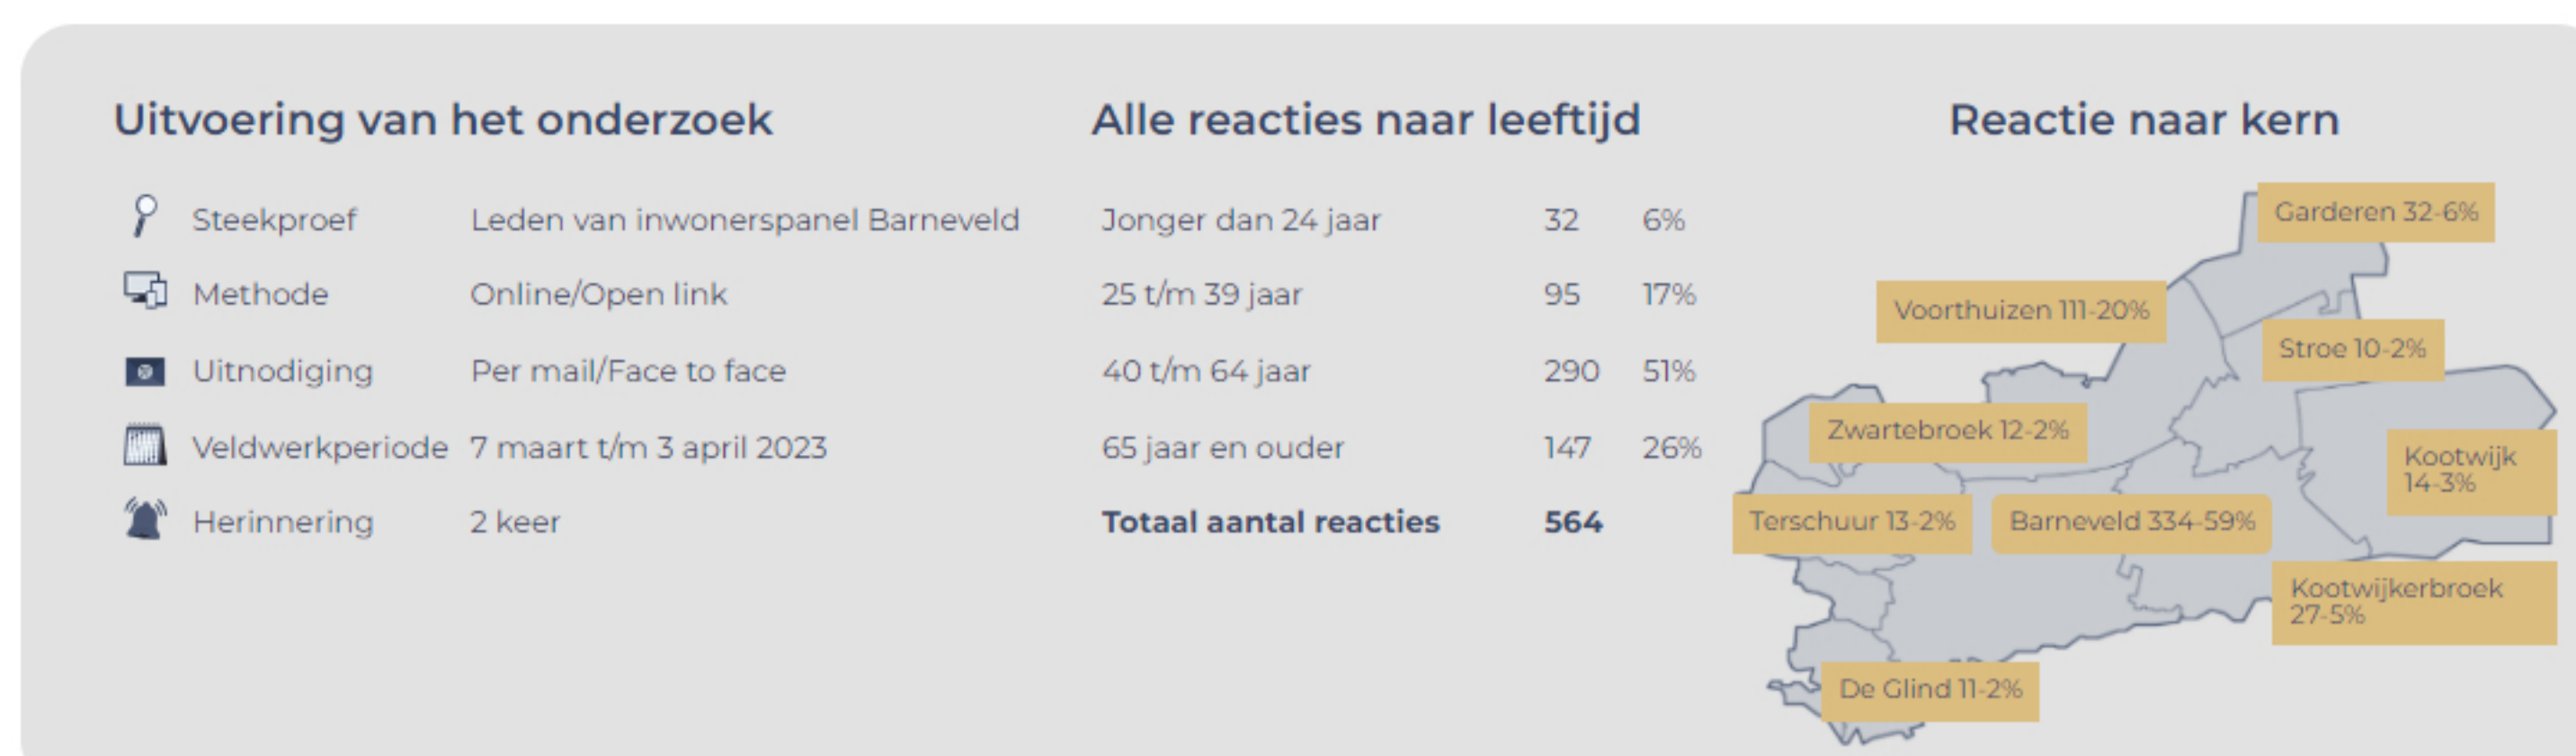 Uitvoering van het onderzoek
Steekproef Leden van inwonerspanel Barneveld
Methode Online/Open link
Uitnodiging Per mail/Face to face
Veldwerkperiode 7 maart t/m 3 april 2023
Herinnering 2 keer
Alle reacties naar leeftijd
Jonger dan 24 jaar 32 6%
25 t/m 39 jaar 95 17%
40 t/m 64 jaar 290 51%
65 jaar en ouder 147 26%
Totaal aantal reacties 564
Reactie naar kern
Garderen 32-6%
Voorthuizen 111-20%
Stroe 10-2%
Zwartebroek 12-2%
Kootwijk
14-3%
Terschuur 13-2%
Barneveld 334-59%
Kootwijkerbroek
27-5%
De Glind 11-2%